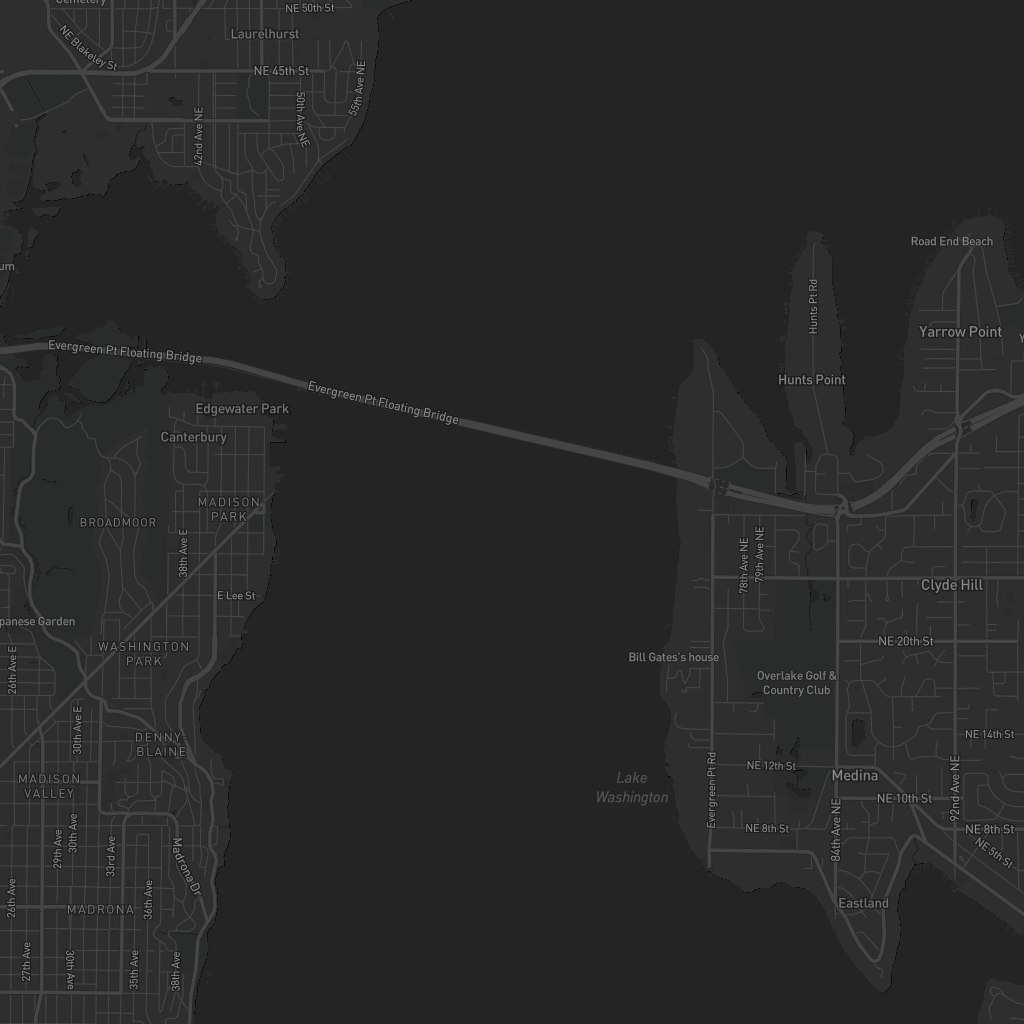 Cemetery
NE 50th St
NE Blakeley St
Laurelhurst
NE 45th St
55th Ave NE
50th Ave NE
42nd Ave NE
Road End Beach
um
Hunts Pt Rd
Yarrow Point
Y
Evergreen Pt Floating Bridge
Evergreen Pt Floating Bridge
Hunts Point
Edgewater Park
Canterbury
MADISON
PARK
BROADMOOR
38th Ave E
78th Ave NE
79th Ave NE
Clyde Hill
E Lee St
panese Garden
NE 20th St
WASHINGTON
PARK
26th Ave E
Bill Gates's house
Overlake Golf &
Country Club
30th Ave E
DENNY
BLAINE
NE 14th St
NE 12th St
Medina
MADISON
VALLEY
Lake
Washington
Evergreen Pt Rd
92nd Ave NE
NE 10th St
84th Ave NE
NE 8th St
NE 8th St
NE 5th St
29th Ave
30th Ave
33rd Ave
Madrona Dr
26th Ave
36th Ave
MADRONA
Eastland
27th Ave
30th Ave
35th Ave
38th Ave